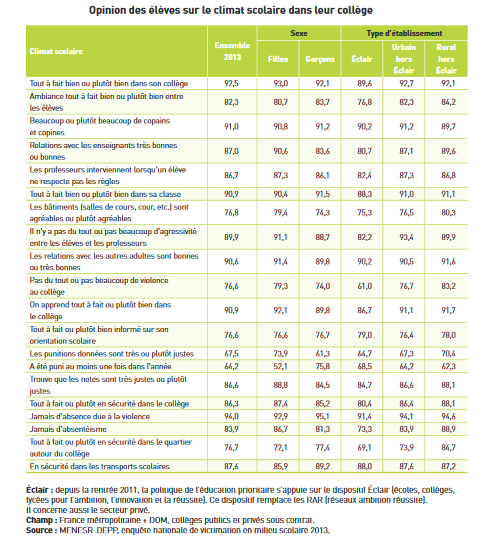 Opinion des élèves sur le climat scolaire dans leur collège
Climat scolaire Ensemble 2013 Sexe Type d'établissement
Filles Garçons Éclair Urbain hors Éclair Rural hors Éclair
Tout à fait bien ou plutôt bien dans son collège 92,5 93,0 92,1 89,6 92,7 92,1
Ambiance tout à fait bien ou plutôt bien entre
les élèves 82,3 80,7 83,7 76,8 82,3 84,2
Beaucoup ou plutôt beaucoup de copains
et copines 91,0 90,8 91,2 90,2 91,2 89,7
Relations avec les enseignants très bonnes
ou bonnes 87,0 90,6 83,6 80,7 87,1 89,6
Les professeurs interviennent lorsqu'un élève
ne respecte pas les règles 86,7 87,3 86,1 82,4 87,3 86,8
Tout à fait bien ou plutôt bien dans sa classe 90,9 90,4 91,5 88,3 91,0 91,1
Les bâtiments (salles de cours, cour, etc.) sont
agréables ou plutôt agréables 76,8 79,4 74,3 75,3 76,5 80,3
Il n'y a pas du tout ou pas beaucoup d'agressivité
entre les élèves et les professeurs 89,9 91,1 88,7 82,2 93,4 89,9
Les relations avec les autres adultes sont bonnes
ou très bonnes 90,6 91,4 89,8 90,2 90,5 91,6
Pas du tout ou pas beaucoup de violence
au collège 76,6 79,3 74,0 61,0 76,7 83,2
On apprend tout à fait ou plutôt bien dans
le collège 90,9 92,1 89,8 86,7 91,1 91,7
Tout à fait ou plutôt bien informé sur son
orientation scolaire 76,6 76,6 76,7 79,0 76,4 78,0
Les punitions données sont très ou plutôt justes 67,5 73,9 61,3 64,7 67,3 70,4
A été puni au moins une fois dans l'année 64,2 52,1 75,8 68,5 64,2 62,3
Trouve que les notes sont très justes ou plutôt
justes 86,6 88,8 84,5 84,7 86,6 88,1
Tout à fait ou plutôt en sécurité dans le collège 86,3 87,4 85,2 80,4 86,4 88,1
Jamais d'absence due à la violence 94,0 92,9 95,1 91,4 94,1 94,6
Jamais d'absentéisme 83,9 86,7 81,3 73,3 83,9 88,9
Tout à fait ou plutôt en sécurité dans le quartier
autour du collège 74,7 72,1 77,4 69,1 73,9 84,7
En sécurité dans les transports scolaires 87,6 85,9 89,2 88,0 87,6 87,2
Éclair : depuis la rentrée 2011, la politique de l'éducation prioritaire s'appuie sur le dispositif Éclair (écoles, collèges,
lycées pour l'ambition, l'innovation et la réussite). Ce dispositif remplace les RAR (réseaux ambition réussite).
Il concerne aussi le secteur privé.
Champ : France métropolitaine + DOM, collèges publics et privés sous contrat.
Source : MENESR-DEPP, enquête nationale de victimation en milieu scolaire 2013.